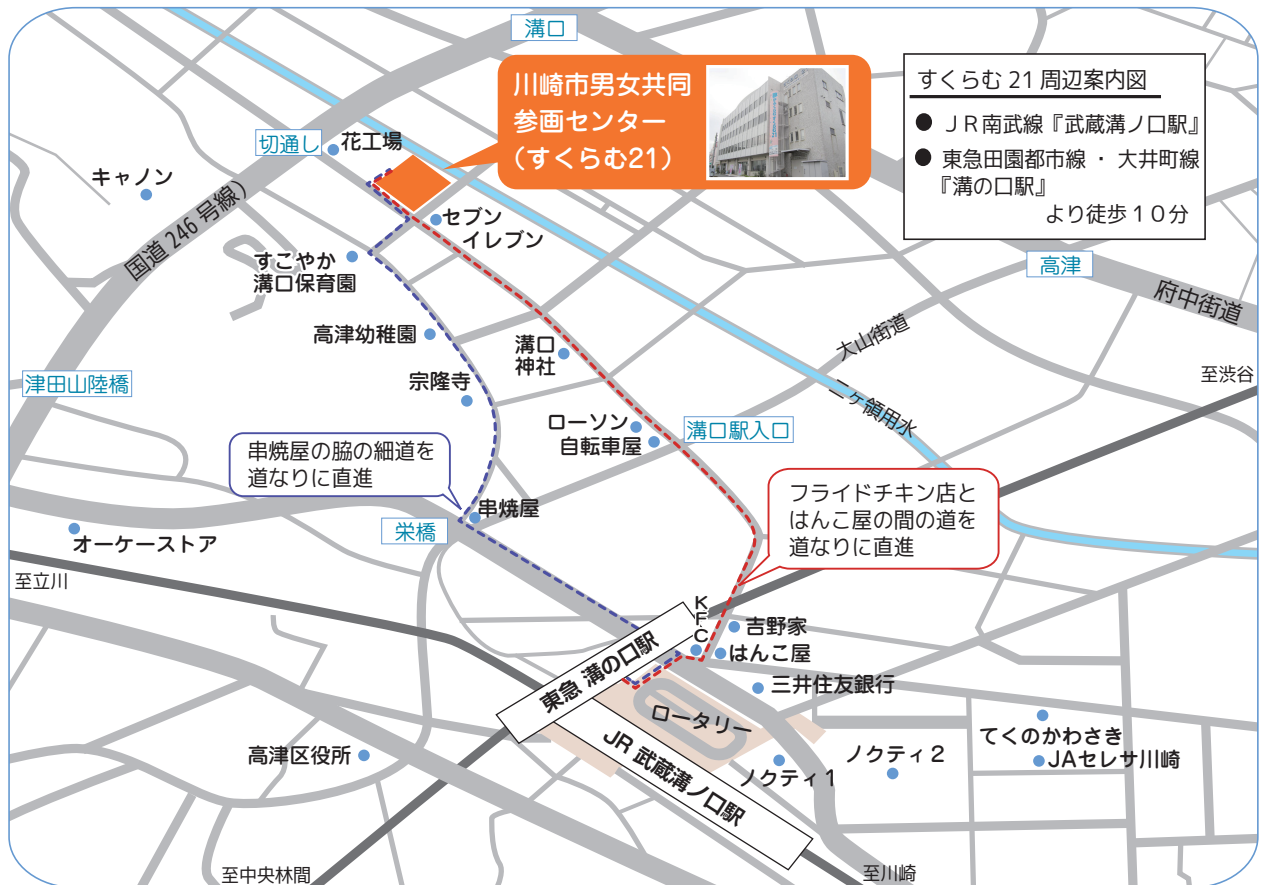 溝口
川崎市男女共同
参画センター
(すくらむ21)
すくらむ 21 周辺案内図
● JR南武線『武蔵溝ノ口駅』
● 東急田園都市線 ・ 大井町線
『溝の口駅』
より徒歩10分
切通し
花工場
キャノン
国道 246 号線)
セブン
イレブン
すこやか
溝口保育園
高津
府中街道
高津幼稚園
溝口
神社
大山街道
津田山陸橋
宗隆寺
二ヶ領用水
至渋谷
ローソン
自転車屋
溝口駅入口
串焼屋の脇の細道を
道なりに直進
フライドチキン店と
はんこ屋の間の道を
道なりに直進
串焼屋
栄橋
オーケーストア
至立川
KFC
吉野家
はんこ屋
東急 溝の口駅
三井住友銀行
ロータリー
JR 武蔵溝ノ口駅
てくのかわさき
JAセレサ川崎
高津区役所
ノクティ1
ノクティ2
至中央林間
至川崎